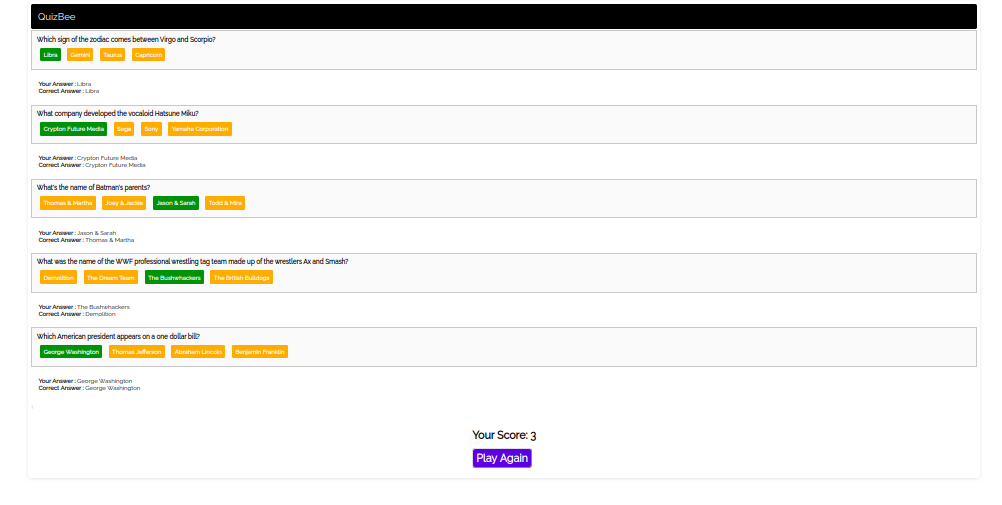 QuizBee
Which sign of the zodiac comes between Virgo and Scorpio?
Libra Gemini Taurus Capricorn
Your Answer : Libra
Correct Answer : Libra
What company developed the vocaloid Hatsune Miku?
Crypton Future Media Sega Sony Yamaha Corporation
Your Answer : Crypton Future Media
Correct Answer : Crypton Future Media
What's the name of Batman's parents?
Thomas & Martha Joey & Jackie Jason & Sarah Todd & Mira
Your Answer : Jason & Sarah
Correct Answer : Thomas & Martha
What was the name of the WWF professional wrestling tag team made up of the wrestlers Ax and Smash?
Demolition The Dream Team The Bushwhackers The British Bulldogs
Your Answer : The Bushwhackers
Correct Answer : Demolition
Which American president appears on a one dollar bill?
George Washington Thomas Jefferson Abraham Lincoln Benjamin Franklin
Your Answer : George Washington
Correct Answer : George Washington
Your Score: 3
Play Again